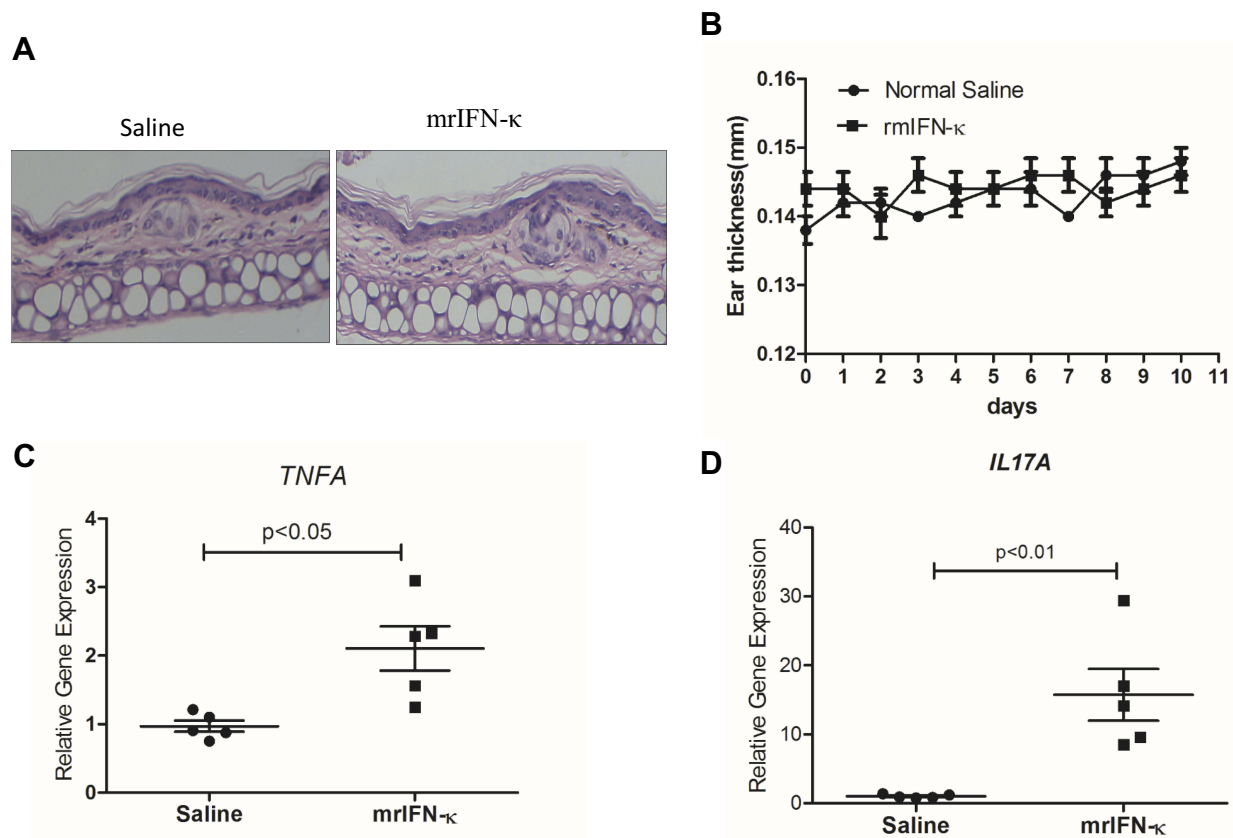 A
Saline
mrIFN-κ
B
0.16
0.15
0.14
0.13
0.12
Ear thickness(mm)
Normal Saline
rmIFN-κ
0 1 2 3 4 5 6 7 8 9 10 11
days
C
TNFA
4
3
2
1
0
Relative Gene Expression
p<0.05
Saline
mrIFN-κ
D
IL17A
40
30
20
10
0
Relative Gene Expression
p<0.01
Saline
mrIFN-κ